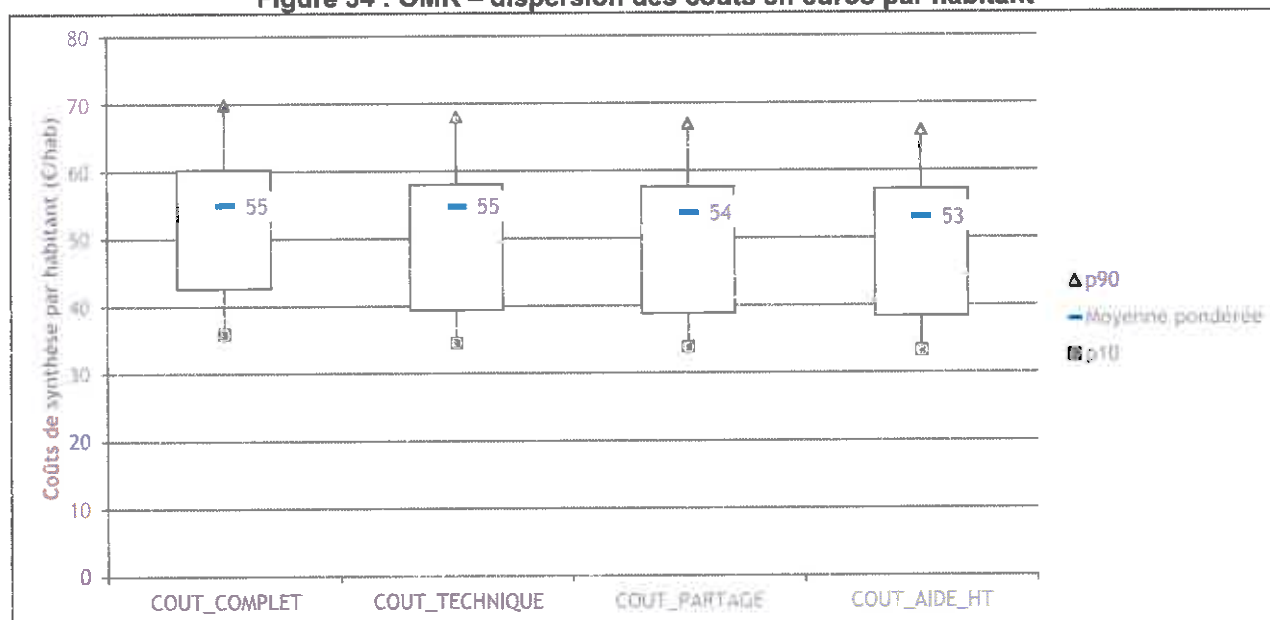 Figure 34 : OMR – dispersion des coûts en euros par habitant
80
70
60
50
40
30
20
10
0
Coûts de synthèse par habitant (€/hab)
55
55
54
53
COUT_COMPLET
COUT_TECHNIQUE
COUT_PARTAGE
COUT_AIDE_HT
p90
Moyenne pondérée
p10